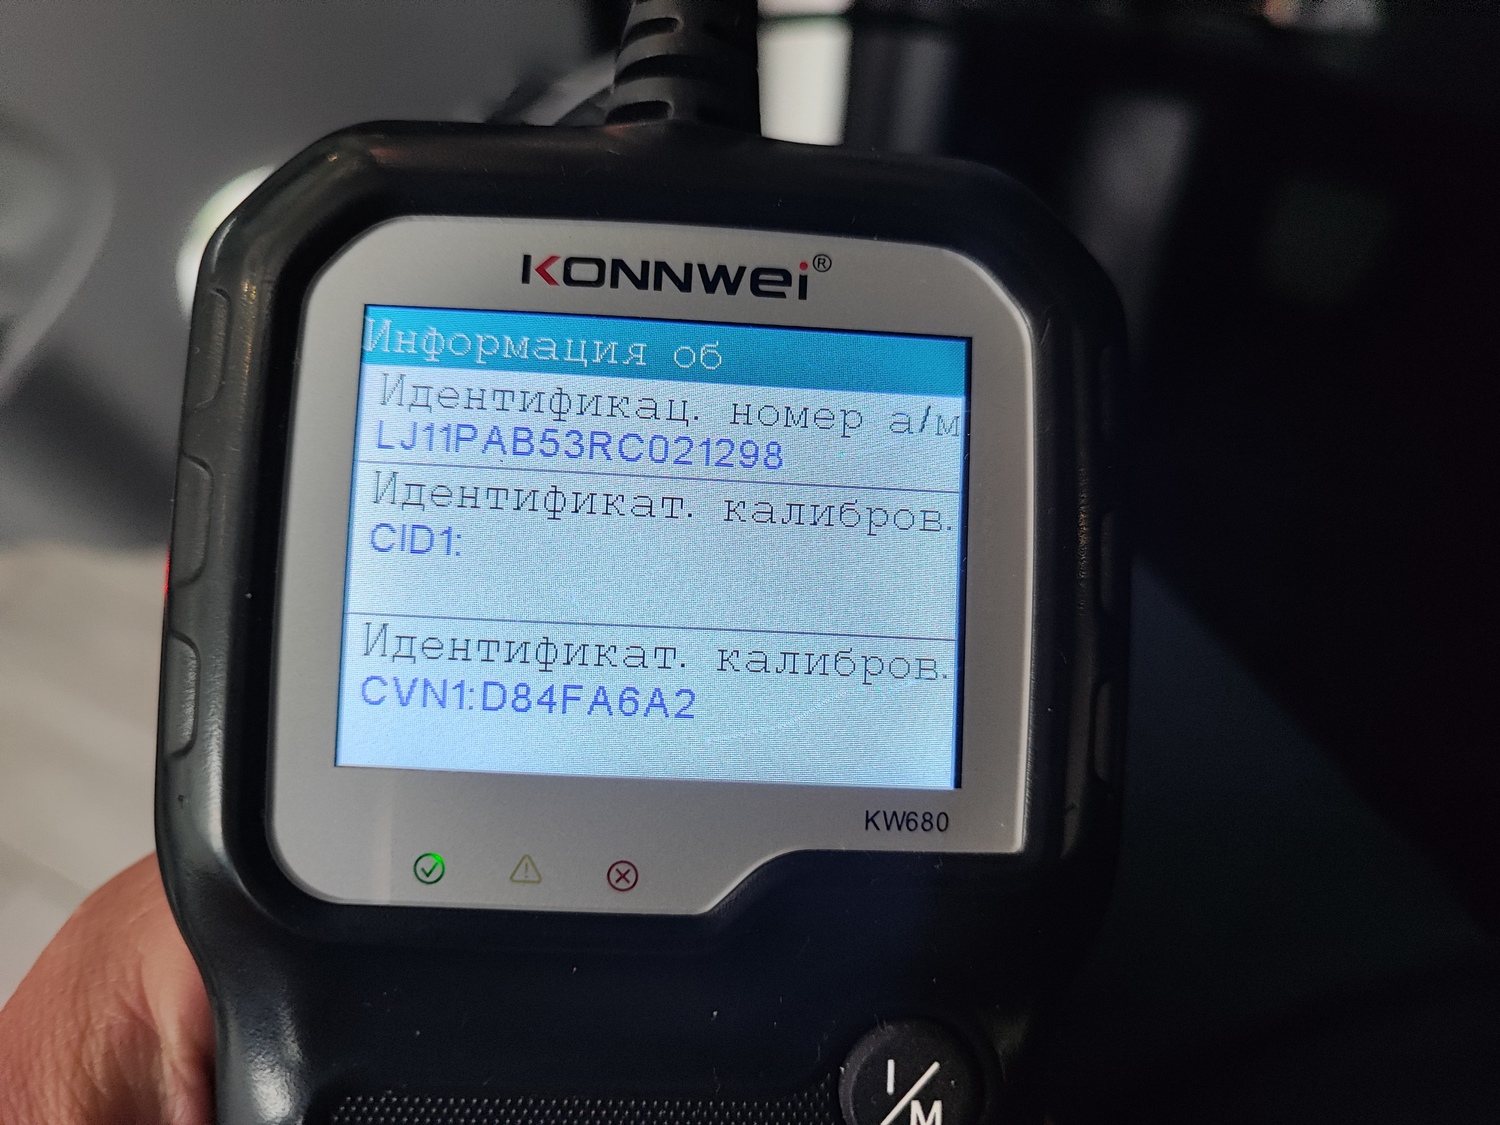 KONNWEI®
Информация об
Идентификац. номер а/м
LJ11PAB53RC021298
Идентификат. калибров.
CID1:
Идентификат. калибров.
CVN1:D84FA6A2
KW680
I/M